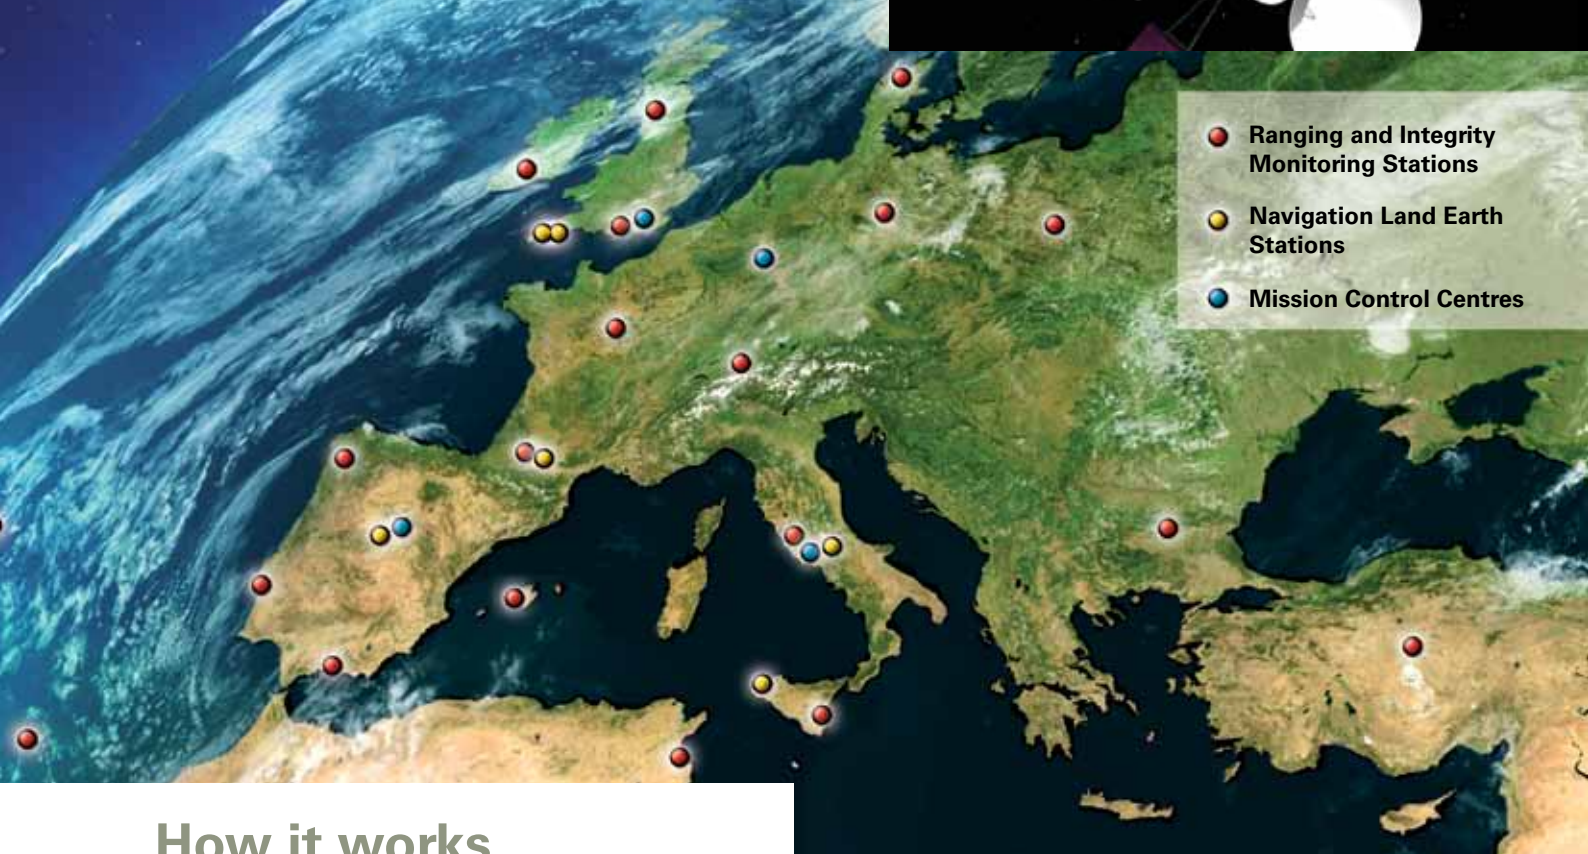 Ranging and Integrity
Monitoring Stations
Navigation Land Earth
Stations
Mission Control Centres
How it works